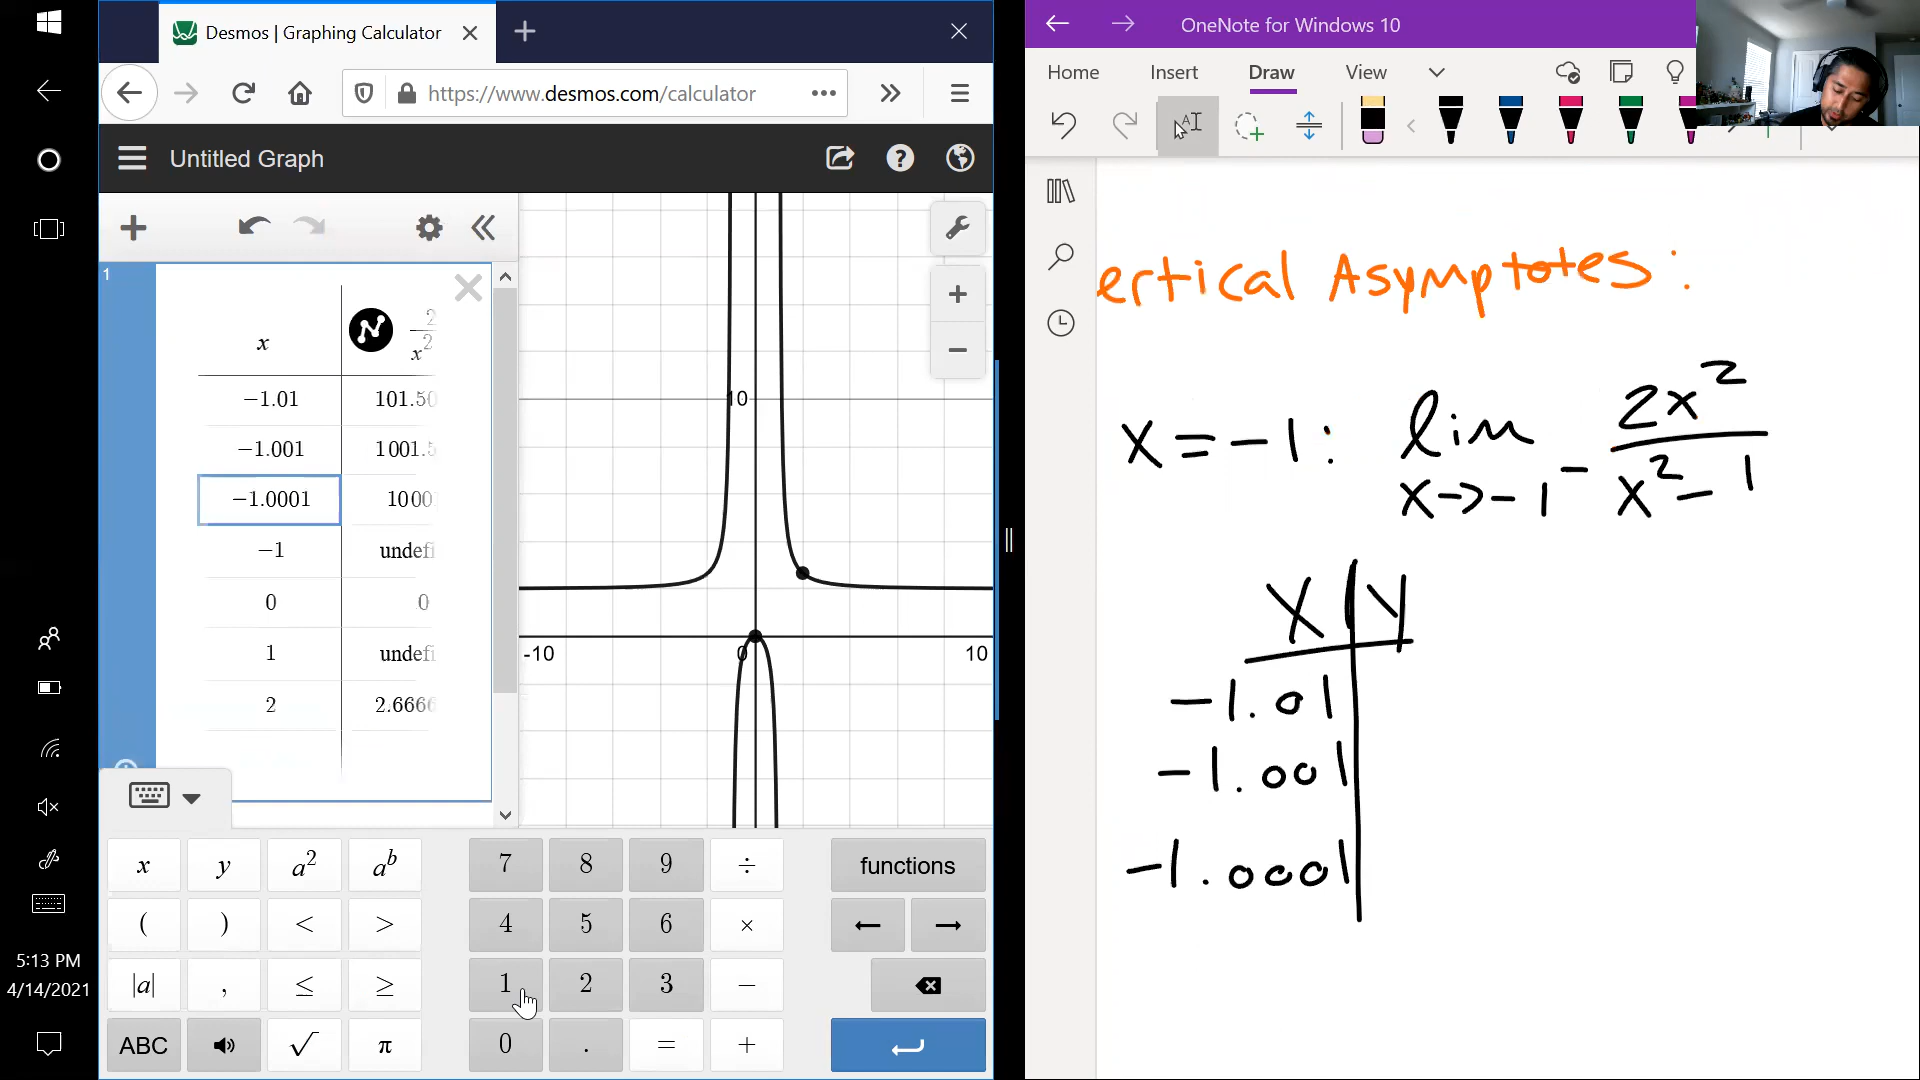 Desmos | Graphing Calculator
https://www.desmos.com/calculator
Untitled Graph
1
x
2
x2
−1.01 101.50
−1.001 1001.5
−1.0001 1000
−1 undefi
0 0
1 undefi
2 2.6666
10
-10 0 10
x y a2 ab 7 8 9 ÷ functions
( ) < > 4 5 6 ×
|a| , ≤ ≥ 1 2 3 −
ABC √ π 0 . = +
5:13 PM
4/14/2021
OneNote for Windows 10
Home Insert Draw View
ertical Asymptotes:
x = -1: lim 2x2
x→-1- x2-1
X Y
-1.01
-1.001
-1.0001